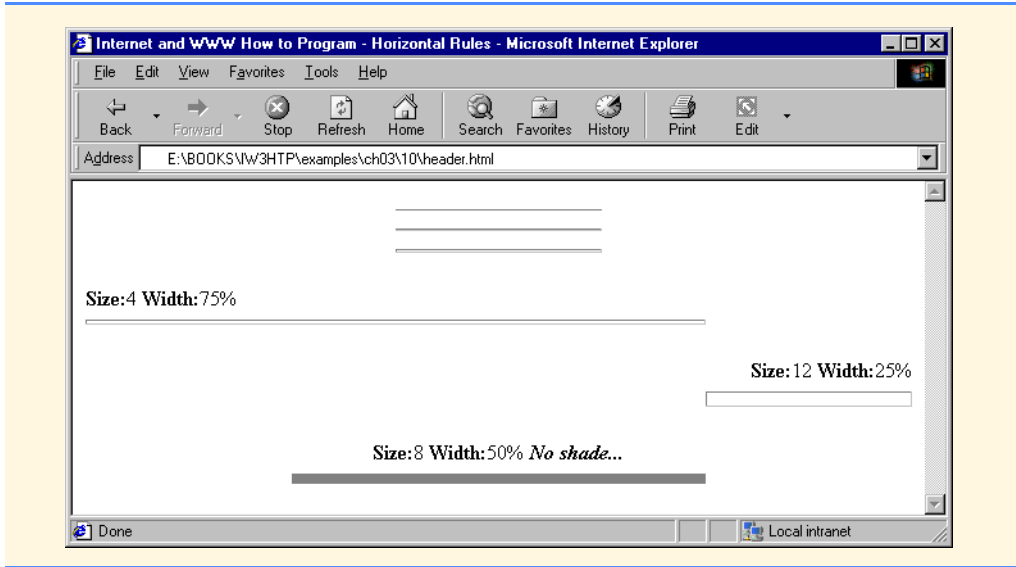 Internet and WWW How to Program - Horizontal Rules - Microsoft Internet Explorer
File Edit View Favorites Tools Help
Back Forward Stop Refresh Home Search Favorites History Print Edit
Address E:\BOOKS\IW3HTP\examples\ch03\10\header.html
Size:4 Width:75%
Size:12 Width:25%
Size:8 Width:50% No shade...
Done Local intranet